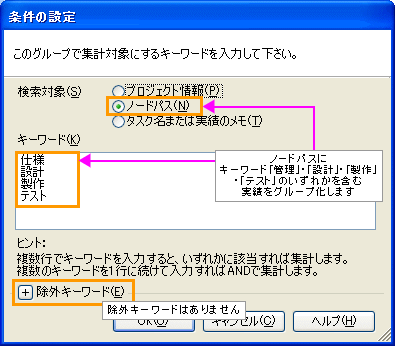 条件の設定
このグループで集計対象にするキーワードを入力して下さい。
検索対象(S)
プロジェクト情報(P)
ノードパス(N)
タスク名または実績のメモ(T)
キーワード(K)
仕様
設計
製作
テスト
ノードパスに
キーワード「管理」・「設計」・「製作」
・「テスト」のいずれかを含む
実績をグループ化します
ヒント:
複数行でキーワードを入力すると、いずれかに該当すれば集計します。
複数のキーワードを1行に続けて入力すればANDで集計します。
除外キーワード(E)
除外キーワードはありません
OK(O)
キャンセル(C)
ヘルプ(H)